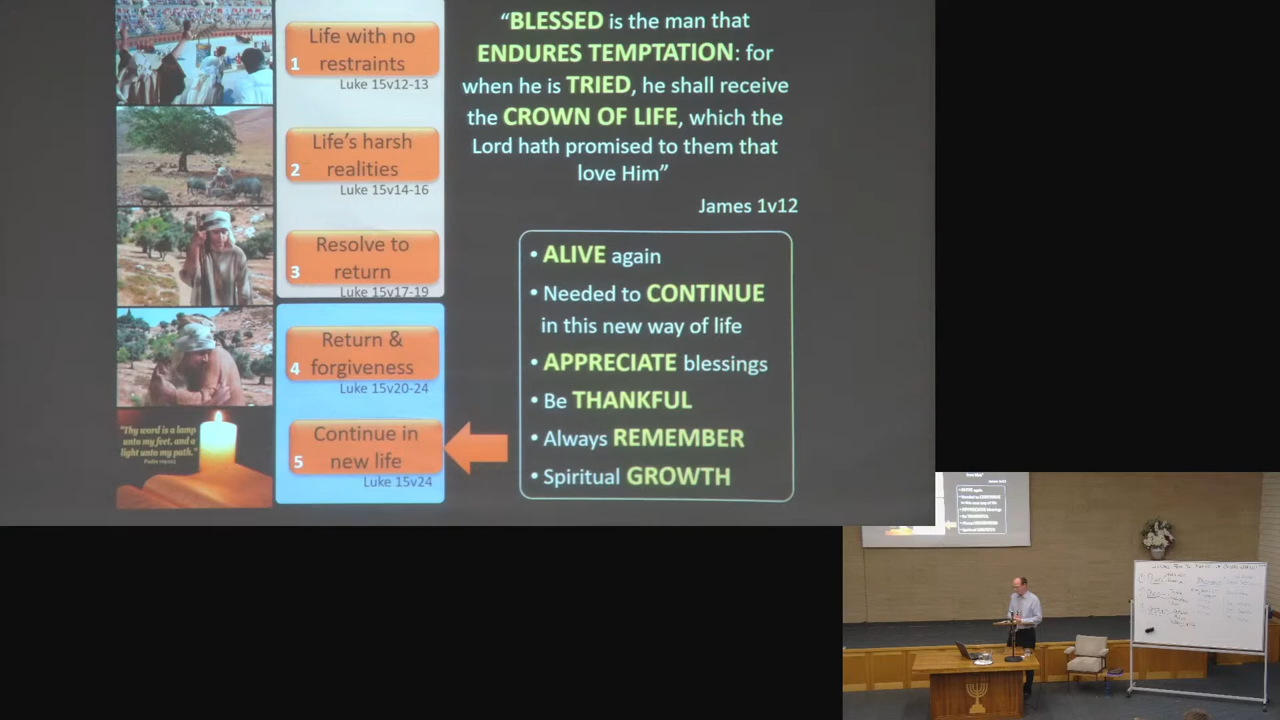 1 Life with no
restraints
Luke 15v12-13
2 Life's harsh
realities
Luke 15v14-16
3 Resolve to
return
Luke 15v17-19
4 Return &
forgiveness
Luke 15v20-24
5 Continue in
new life
Luke 15v24
"Thy word is a lamp
unto my feet, and a
light unto my path."
"BLESSED is the man that
ENDURES TEMPTATION: for
when he is TRIED, he shall receive
the CROWN OF LIFE, which the
Lord hath promised to them that
love Him"
James 1v12
• ALIVE again
• Needed to CONTINUE
in this new way of life
• APPRECIATE blessings
• Be THANKFUL
• Always REMEMBER
• Spiritual GROWTH